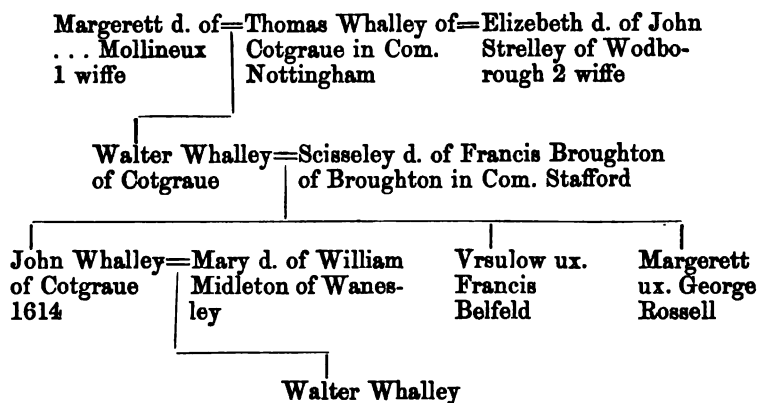 Margerett d. of=Thomas Whalley of=Elizebeth d. of John
. . . Mollineux Cotgraue in Com. Strelley of Wodbo-
1 wiffe Nottingham rough 2 wiffe
Walter Whalley=Scisseley d. of Francis Broughton
of Cotgraue of Broughton in Com. Stafford
John Whalley=Mary d. of William Vrsulow ux. Margerett
of Cotgraue Midleton of Wanes- Francis ux. George
1614 ley Belfeld Rossell
Walter Whalley